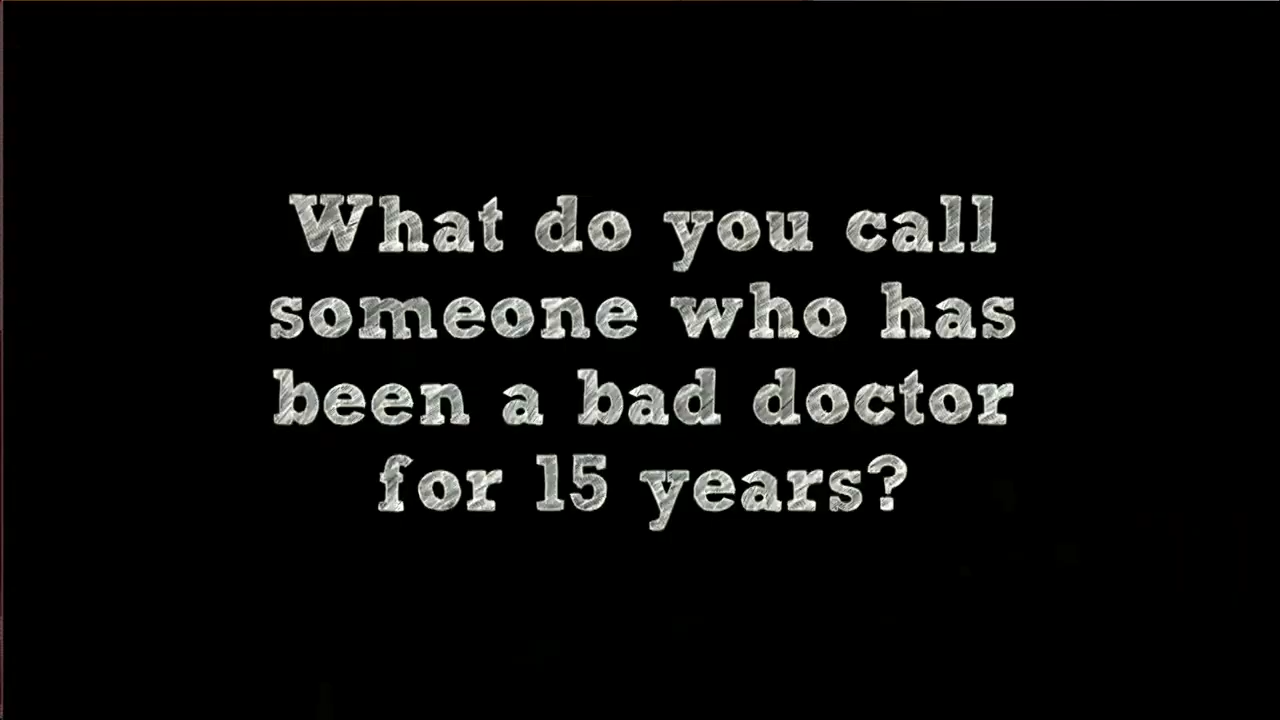 What do you call
someone who has
been a bad doctor
for 15 years?